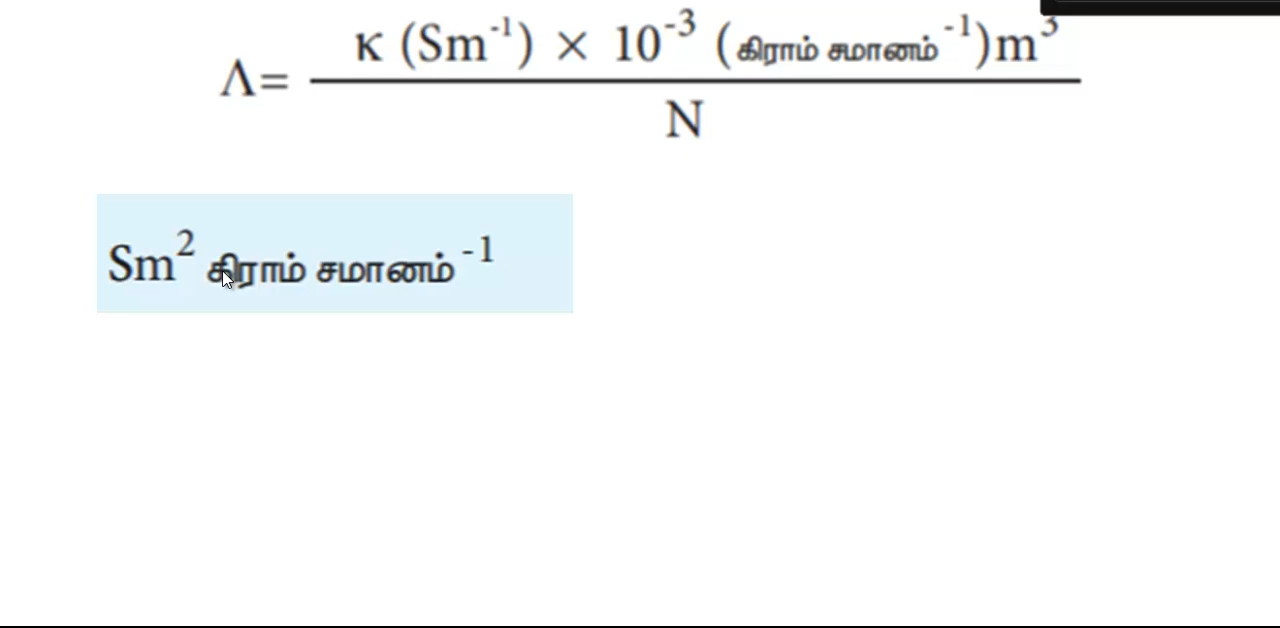 Λ= κ (Sm⁻¹) × 10⁻³ (கிராம் சமானம்⁻¹)m³
N
Sm² கிராம் சமானம்⁻¹